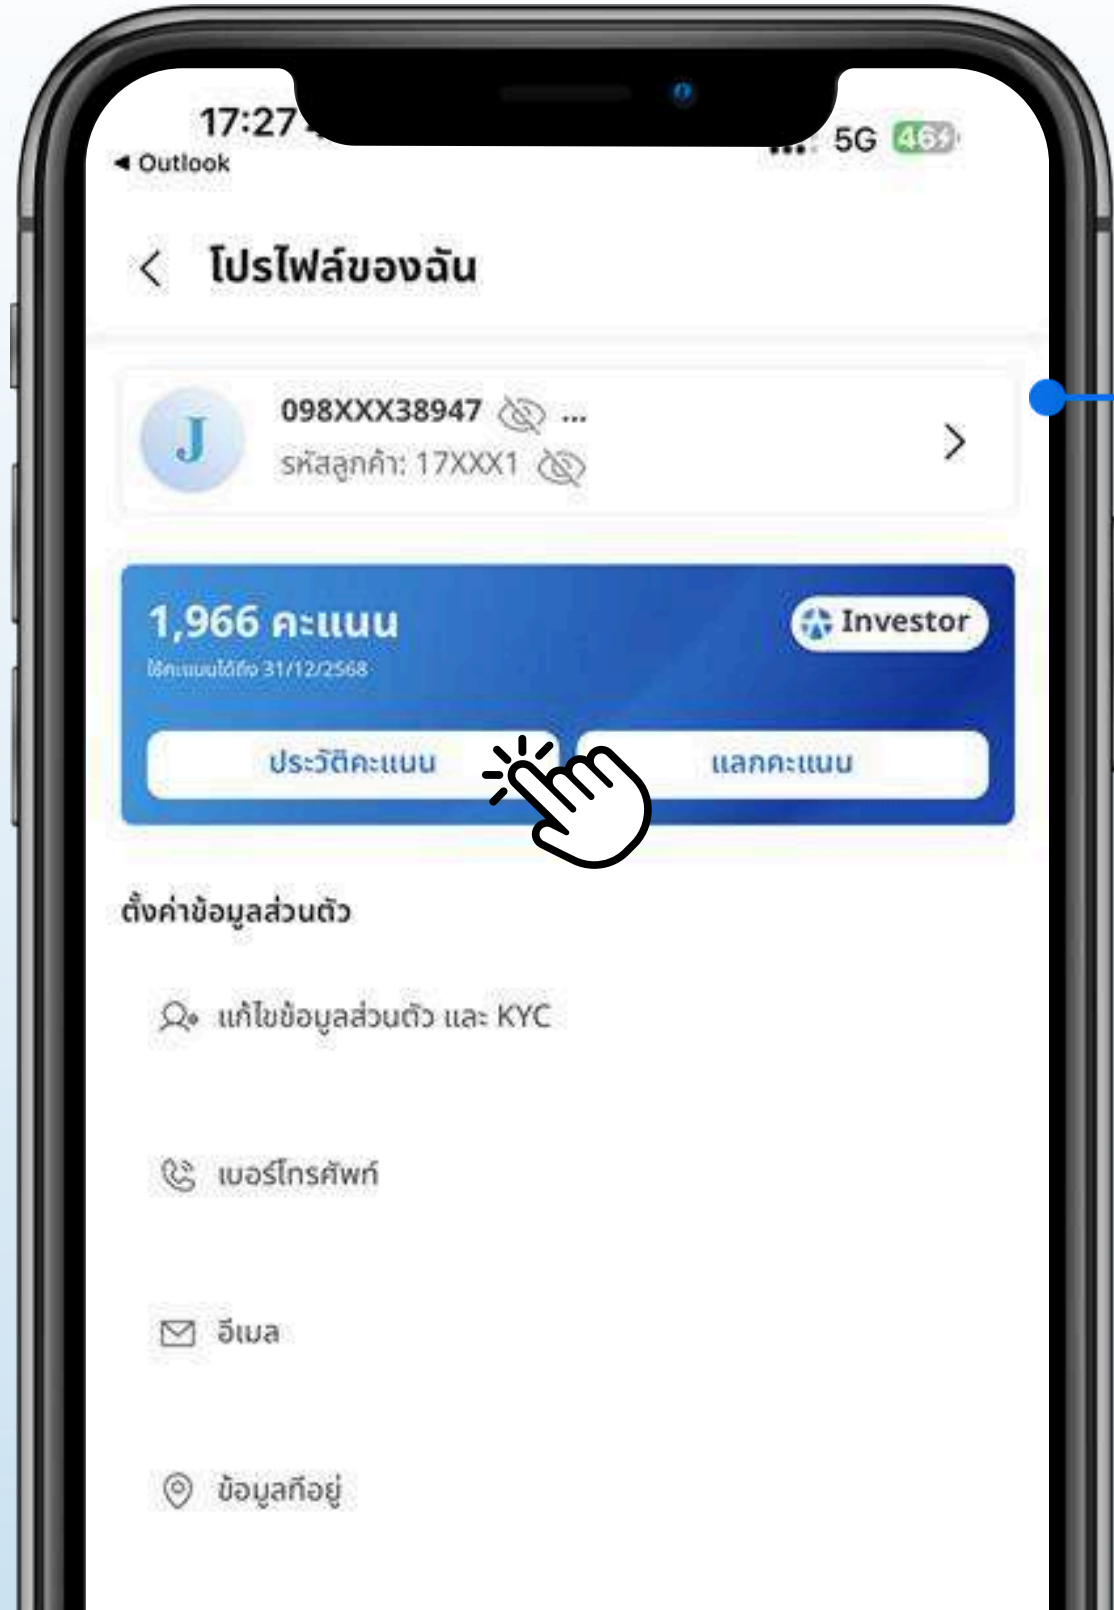 17:27
5G 46
◀ Outlook
โปรไฟล์ของฉัน
J
098XXX38947 ...
รหัสลูกค้า: 17XXX1
1,966 คะแนน
Investor
ใช้คะแนนได้ถึง 31/12/2568
ประวัติคะแนน
แลกคะแนน
ตั้งค่าข้อมูลส่วนตัว
แก้ไขข้อมูลส่วนตัว และ KYC
เบอร์โทรศัพท์
อีเมล
ข้อมูลที่อยู่